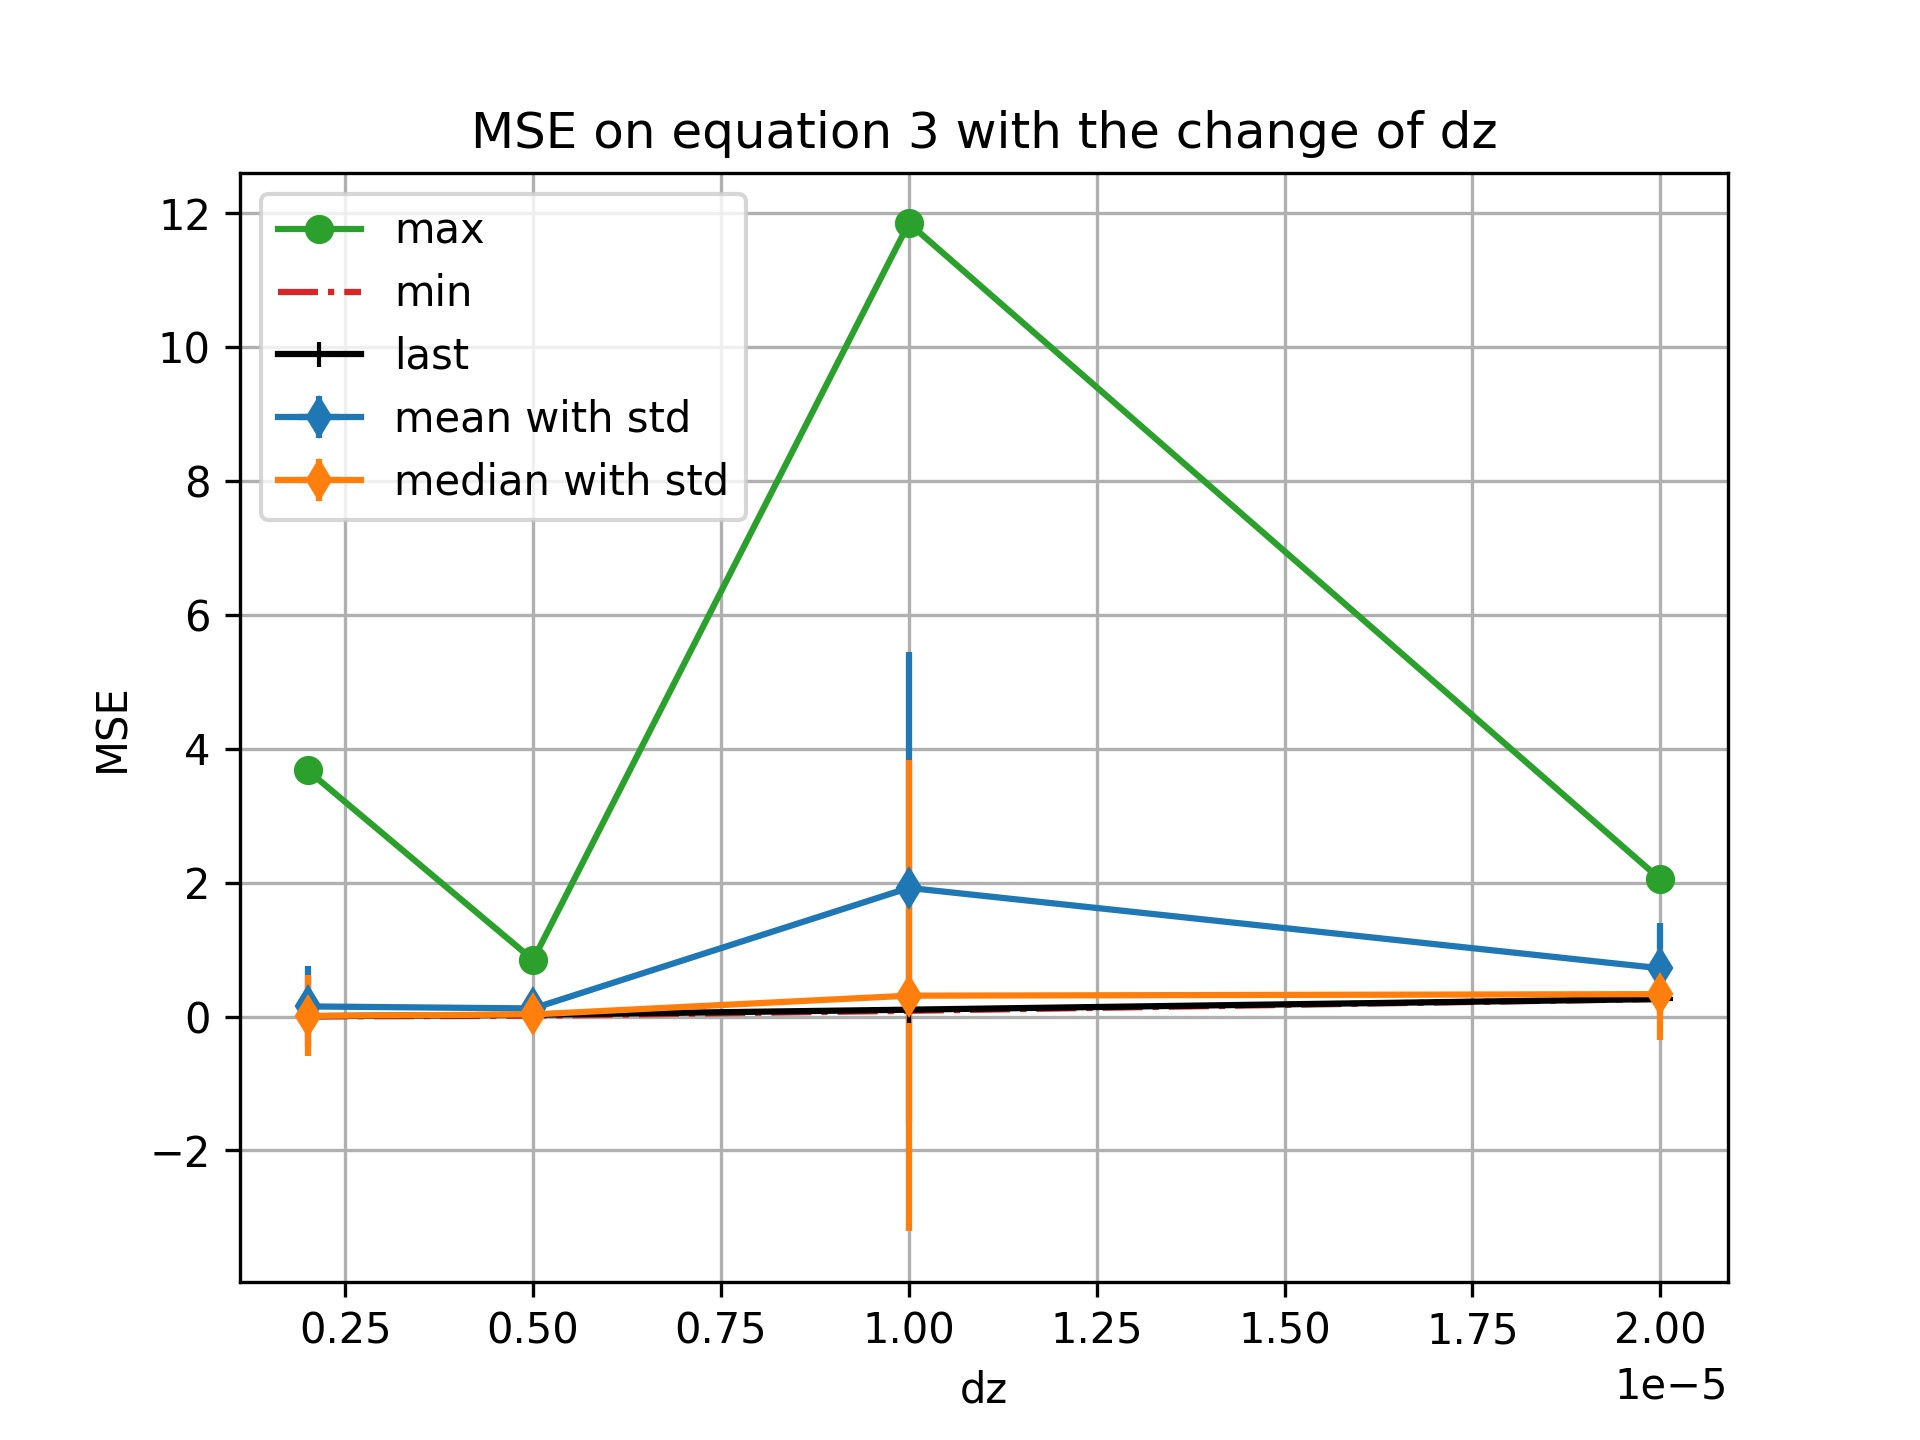 MSE on equation 3 with the change of dz
12
10
8
6
4
2
0
−2
MSE
max
min
last
mean with std
median with std
0.25 0.50 0.75 1.00 1.25 1.50 1.75 2.00
1e−5
dz